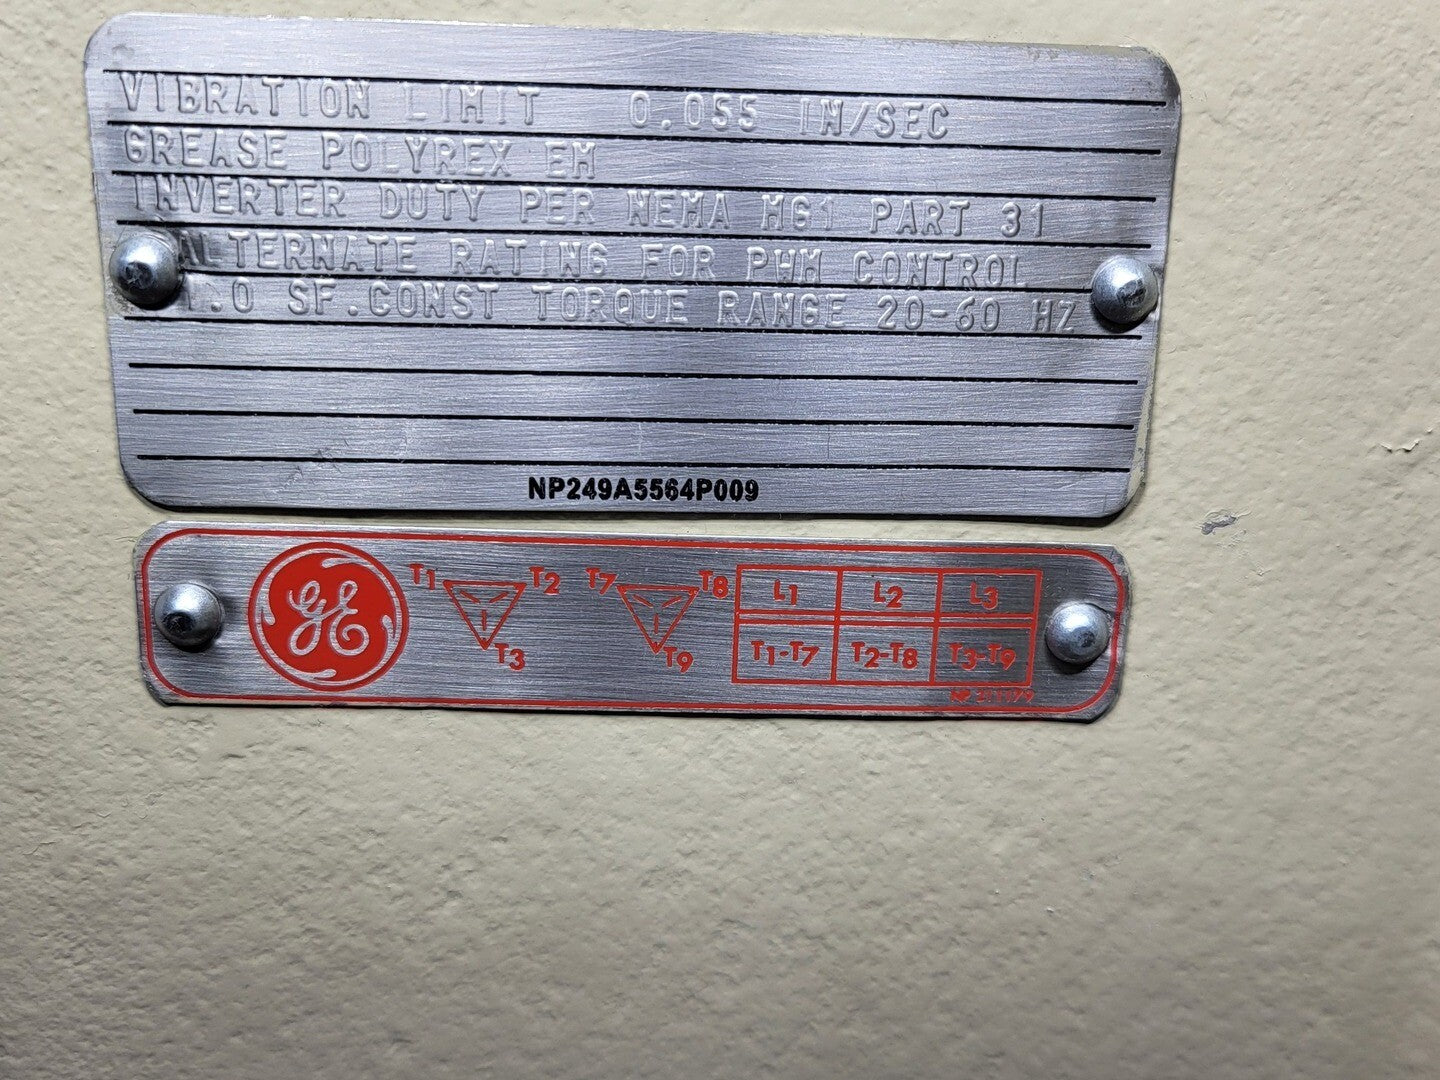 VIBRATION LIMIT 0.055 IN/SEC
GREASE POLYREX EM
INVERTER DUTY PER NEMA MG1 PART 31
ALTERNATE RATING FOR PWM CONTROL
1.0 SF.CONST TORQUE RANGE 20-60 HZ
NP249A5564P009
GE
T1 T2 T7 T8 L1 L2 L3
T3 T9 T1-T7 T2-T8 T3-T9
NP 211179